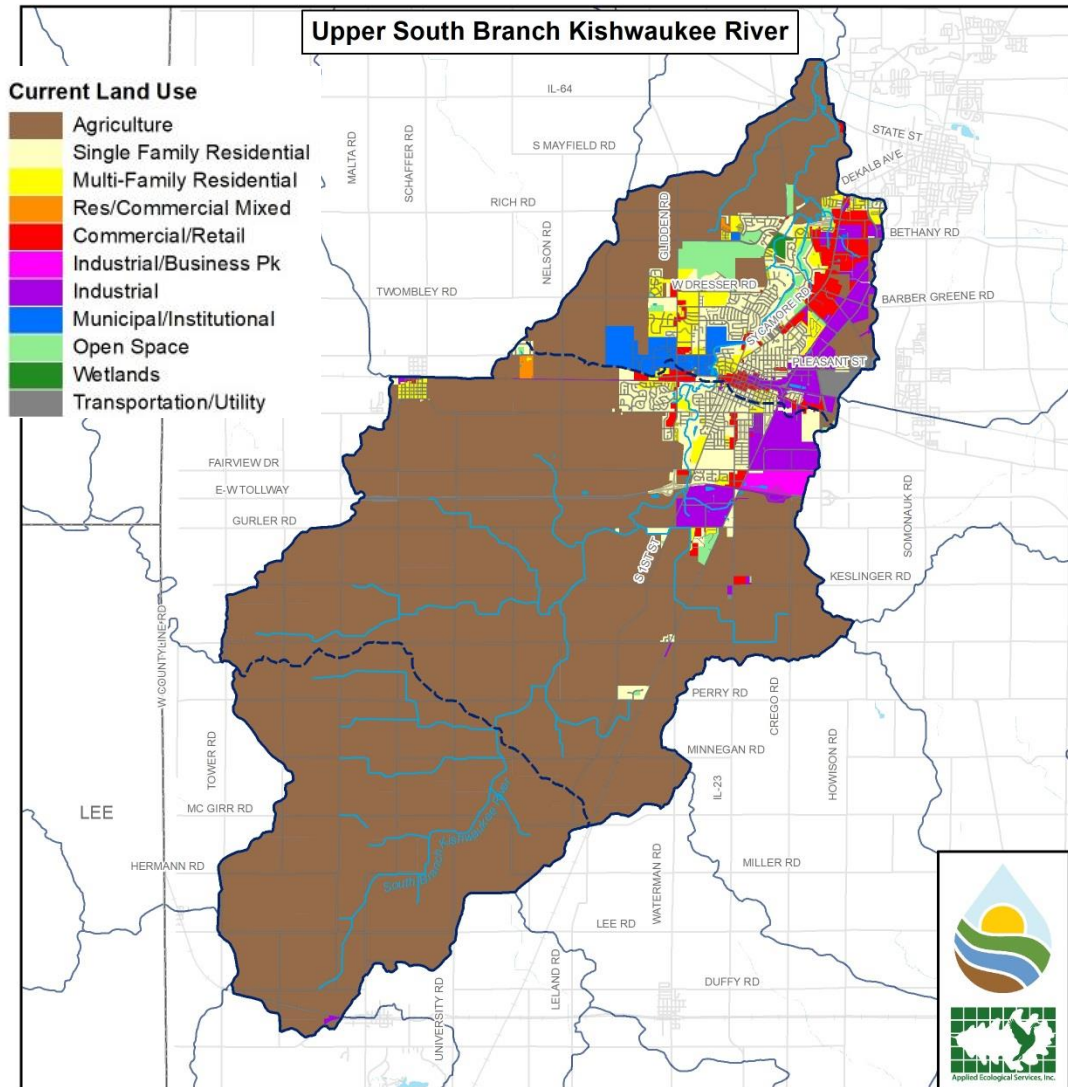 Upper South Branch Kishwaukee River
Current Land Use
Agriculture
Single Family Residential
Multi-Family Residential
Res/Commercial Mixed
Commercial/Retail
Industrial/Business Pk
Industrial
Municipal/Institutional
Open Space
Wetlands
Transportation/Utility
IL-64
MALTA RD
SCHAFFER RD
S MAYFIELD RD
STATE ST
DEKALB AVE
RICH RD
NELSON RD
GLIDDEN RD
BETHANY RD
TWOMBLEY RD
W DRESSER RD
SYCAMORE RD
BARBER GREENE RD
PLEASANT ST
FAIRVIEW DR
E-W TOLLWAY
GURLER RD
SOMONAUK RD
S 1ST ST
KESLINGER RD
W COUNTYLINE RD
PERRY RD
CREGO RD
TOWER RD
MINNEGAN RD
IL-23
HOWISON RD
MC GIRR RD
LEE
South Branch Kishwaukee River
HERMANN RD
MILLER RD
WATERMAN RD
LEE RD
UNIVERSITY RD
LELAND RD
DUFFY RD
Applied Ecological Services, Inc.